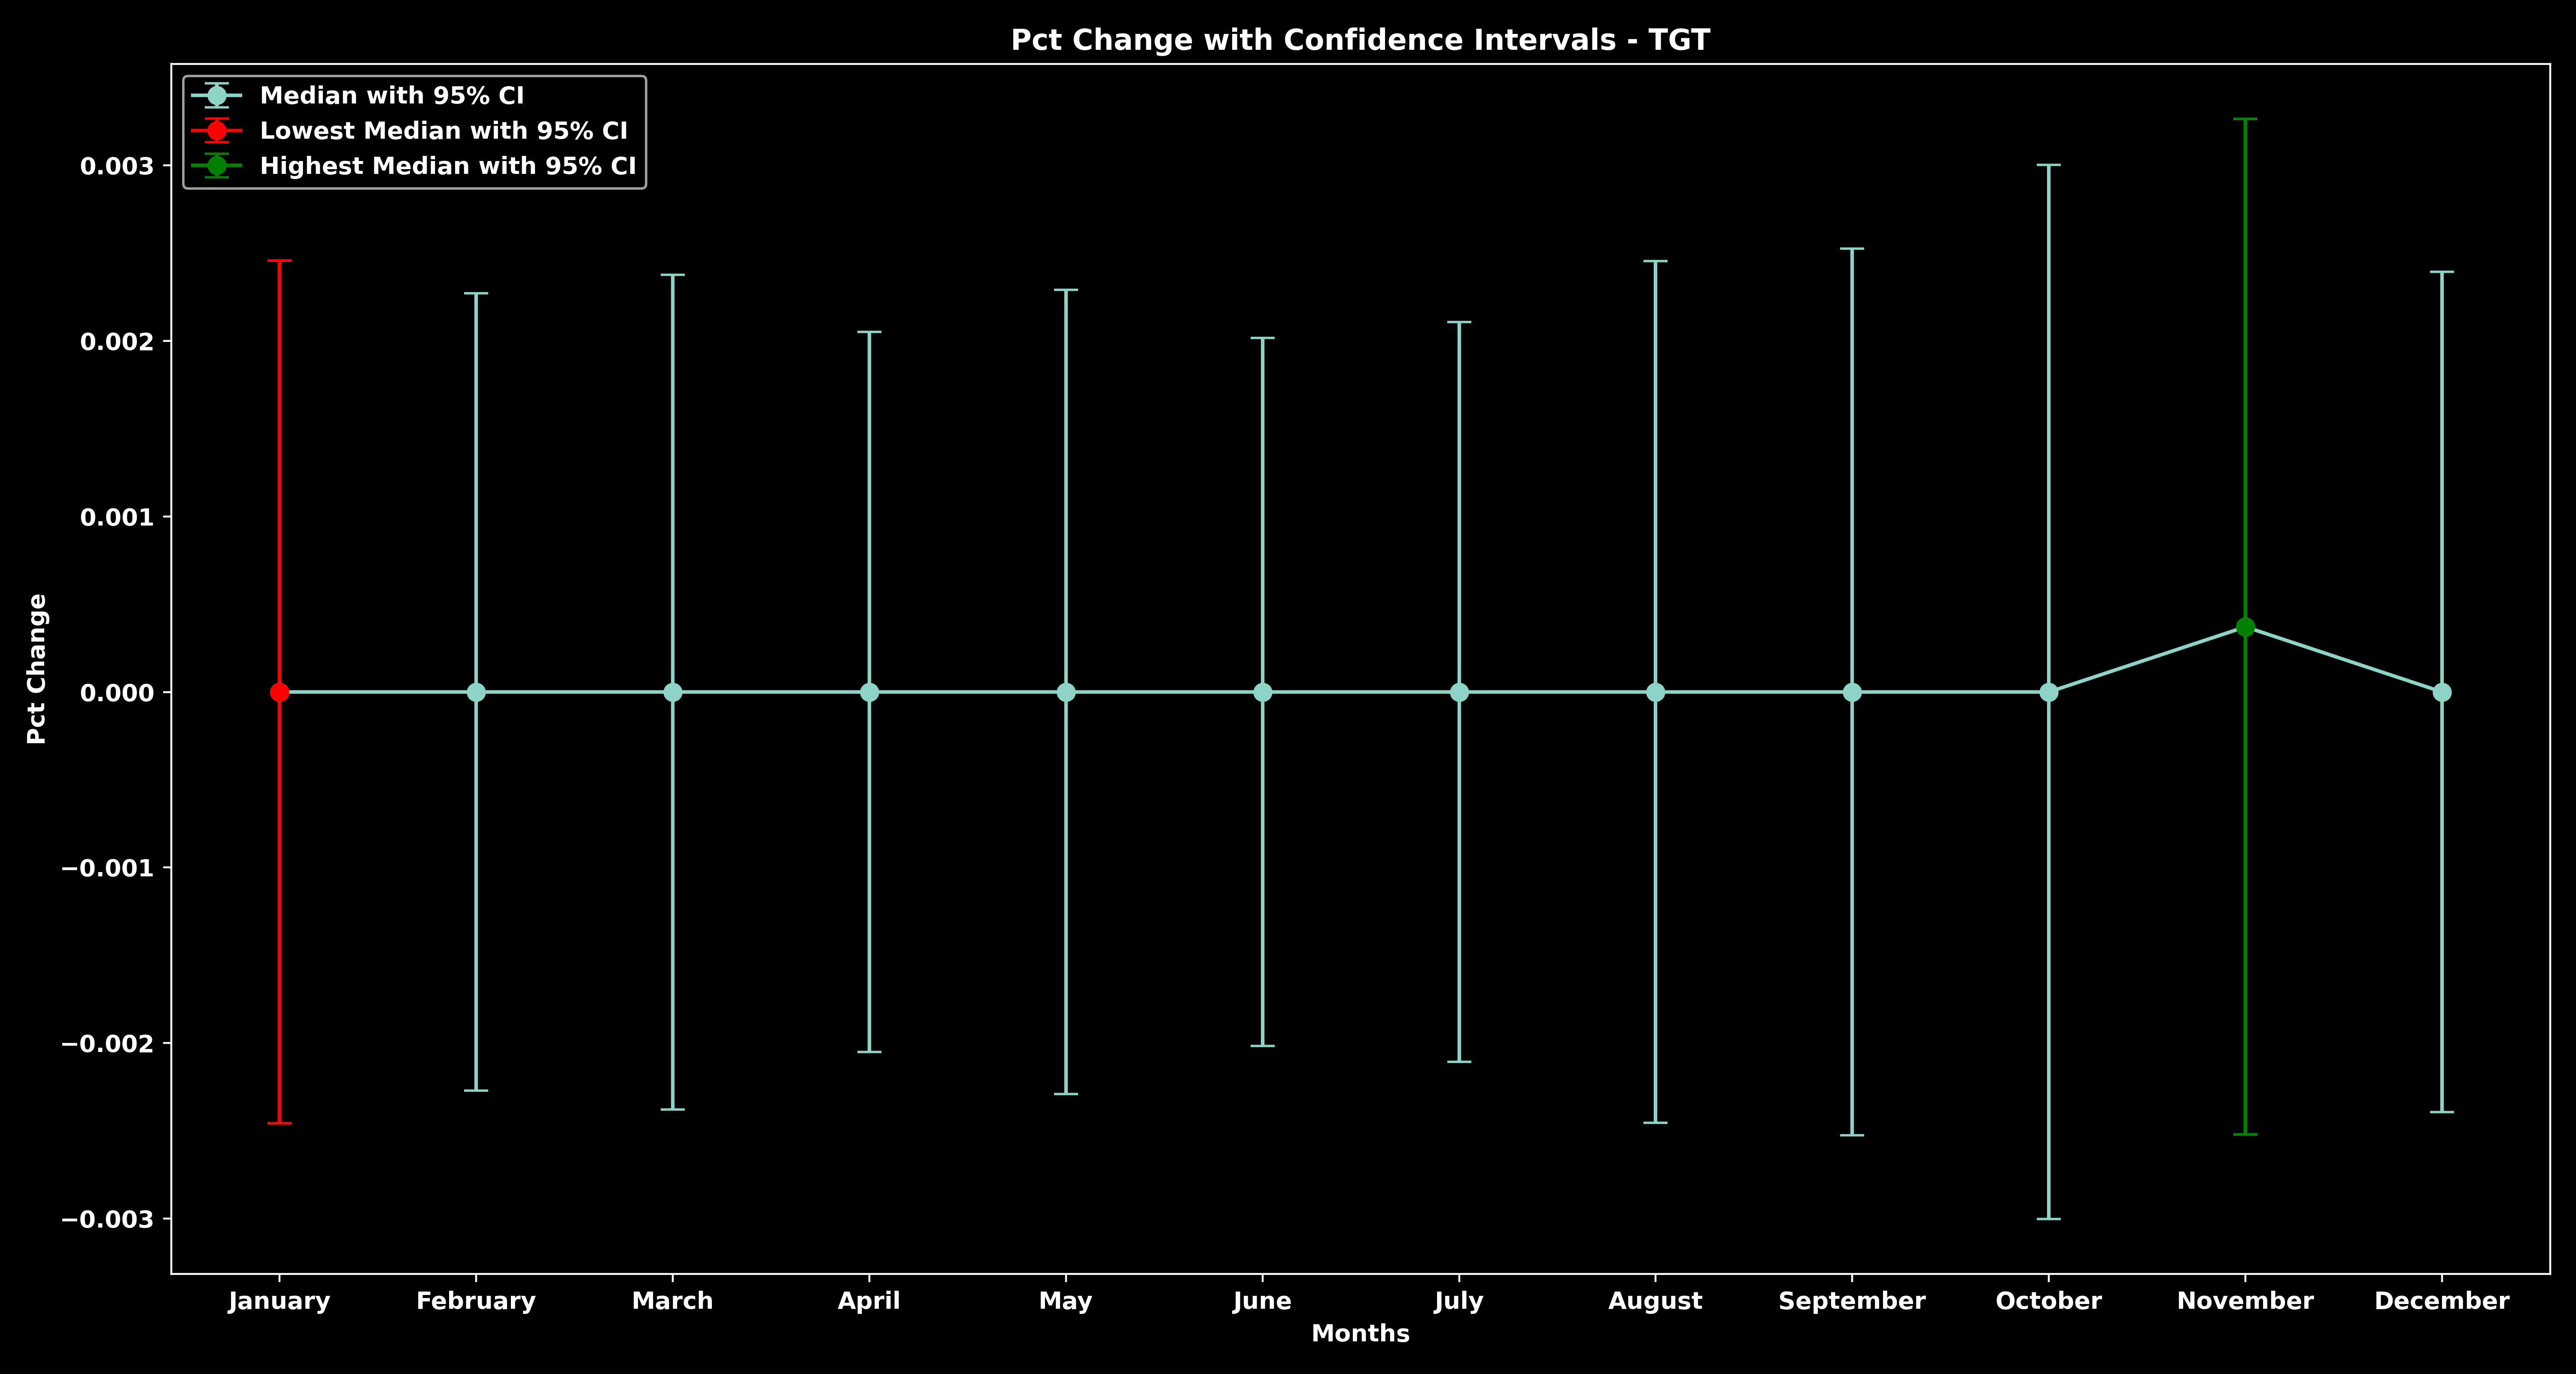 Pct Change with Confidence Intervals - TGT
Median with 95% CI
Lowest Median with 95% CI
Highest Median with 95% CI
0.003
0.002
0.001
0.000
−0.001
−0.002
−0.003
Pct Change
January February March April May June July August September October November December
Months